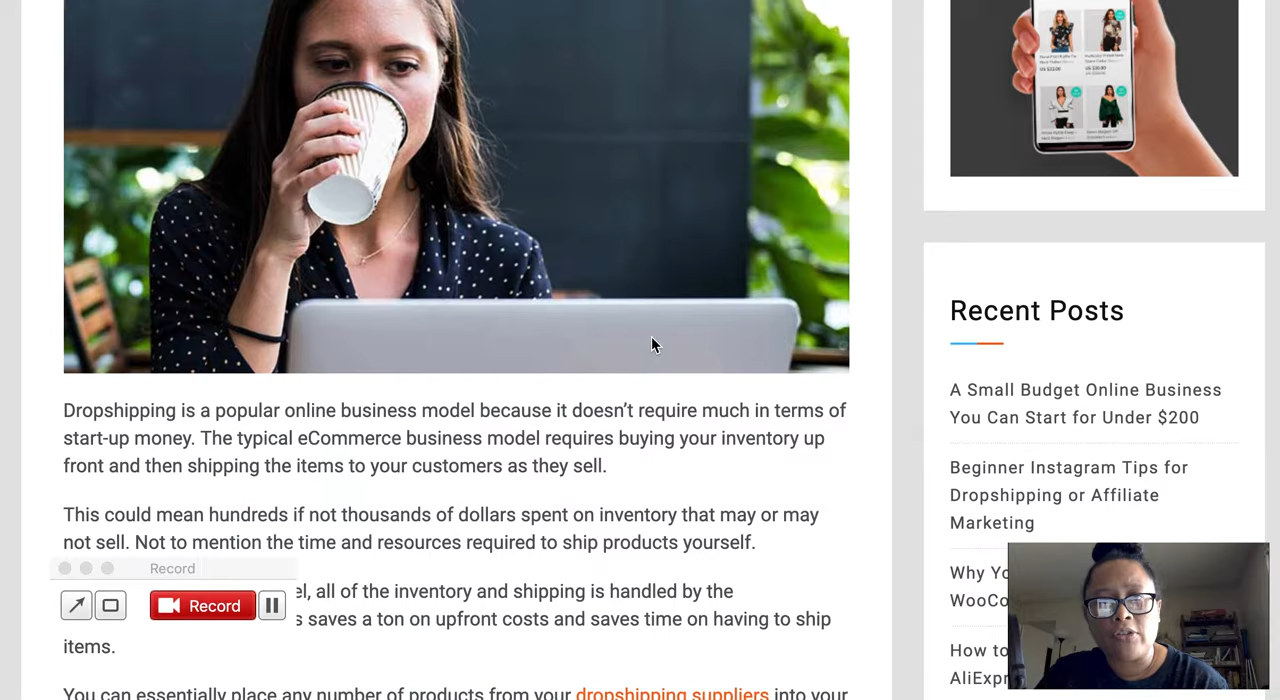 Dropshipping is a popular online business model because it doesn’t require much in terms of
start-up money. The typical eCommerce business model requires buying your inventory up
front and then shipping the items to your customers as they sell.
This could mean hundreds if not thousands of dollars spent on inventory that may or may
not sell. Not to mention the time and resources required to ship products yourself.
Record
Record
el, all of the inventory and shipping is handled by the
s saves a ton on upfront costs and saves time on having to ship
items.
You can essentially place any number of products from your dropshipping suppliers into your
Recent Posts
A Small Budget Online Business
You Can Start for Under $200
Beginner Instagram Tips for
Dropshipping or Affiliate
Marketing
Why Yo
WooCo
How to
AliExpr